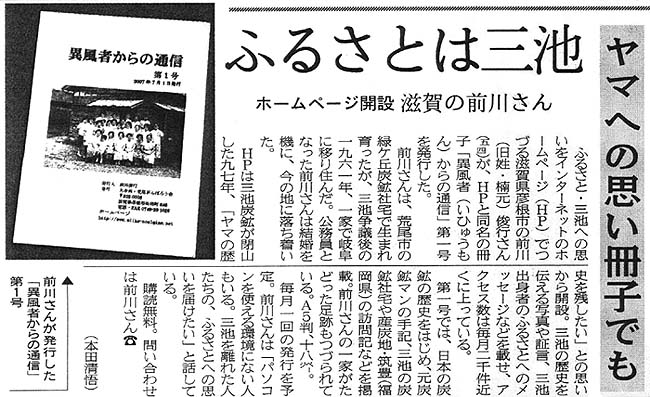 ヤマへの思い冊子でも
ふるさとは三池
ホームページ開設 滋賀の前川さん
　ふるさと・三池への思
いをインターネットのホ
ームページ（ＨＰ）でつ
づる滋賀県彦根市の前川
（旧姓・楠元）俊行さん
（五四）が、ＨＰと同名の冊
子「異風者（いひゅうも
ん）からの通信」第一号
を発行した。
　前川さんは、荒尾市の
緑ケ丘炭鉱社宅で生まれ
育ったが、三池争議後の
一九六一年、一家で岐阜
に移り住んだ。公務員と
なった前川さんは結婚を
機に、今の地に落ち着い
た。
　ＨＰは三池炭鉱が閉山
した九七年、「ヤマの歴
史を残したい」との思い
から開設。三池の歴史を
伝える写真や証言、三池
出身者のふるさとへのメ
ッセージなどを載せ、ア
クセス数は毎月二千件近
くに上っている。
　第一号では、日本の炭
鉱の歴史をはじめ、元炭
鉱マンの手記、三池の炭
鉱社宅や産炭地・筑豊（福
岡県）の訪問記などを掲
載。前川さんの一家がた
どった足跡もつづられて
いる。Ａ５判、十八㌻。
　毎月一回の発行を予
定。前川さんは「パソコ
ンを使える環境にない人
もいる。三池を離れた人
たちの、ふるさとへの思
いを届けたい」と話して
いる。
　購読無料。問い合わせ
は前川さん☎
（本田清悟）
異風者からの通信
第１号
2007年7月1日発行
ホームページ
▲前川さんが発行した
「異風者からの通信」
第１号